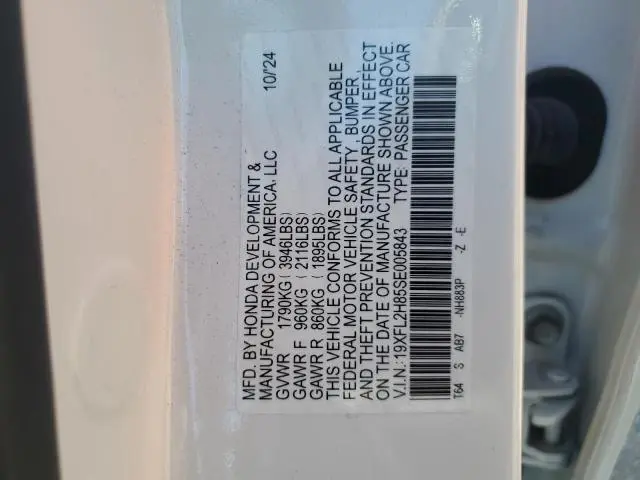 MFD. BY HONDA DEVELOPMENT &
MANUFACTURING OF AMERICA, LLC 10/'24
GVWR 1790KG ( 3946LBS)
GAWR F 960KG ( 2116LBS)
GAWR R 860KG ( 1895LBS)
THIS VEHICLE CONFORMS TO ALL APPLICABLE
FEDERAL MOTOR VEHICLE SAFETY , BUMPER ,
AND THEFT PREVENTION STANDARDS IN EFFECT
ON THE DATE OF MANUFACTURE SHOWN ABOVE.
V.I.N.:19XFL2H85SE005843 TYPE: PASSENGER CAR
T64 S AB7 -NH883P -Z -E